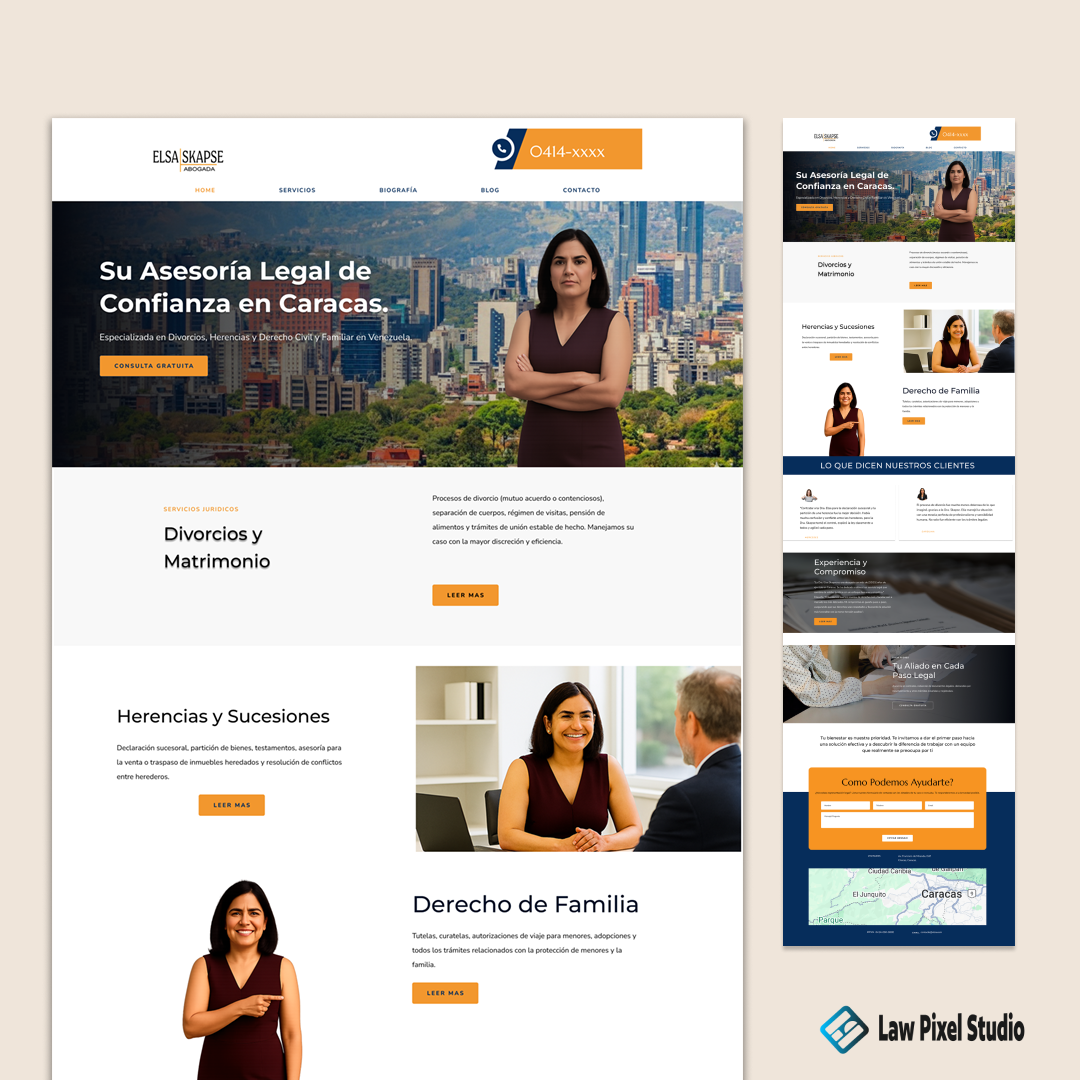 ELSA SKAPSE
ABOGADA
0414-xxxx
HOME
SERVICIOS
BIOGRAFÍA
BLOG
CONTACTO
Su Asesoría Legal de
Confianza en Caracas.
Especializada en Divorcios, Herencias y Derecho Civil y Familiar en Venezuela.
CONSULTA GRATUITA
SERVICIOS JURIDICOS
Divorcios y
Matrimonio
Procesos de divorcio (mutuo acuerdo o contenciosos),
separación de cuerpos, régimen de visitas, pensión de
alimentos y trámites de unión estable de hecho. Manejamos su
caso con la mayor discreción y eficiencia.
LEER MAS
Herencias y Sucesiones
Declaración sucesoral, partición de bienes, testamentos, asesoría para
la venta o traspaso de inmuebles heredados y resolución de conflictos
entre herederos.
LEER MAS
Derecho de Familia
Tutelas, curatelas, autorizaciones de viaje para menores, adopciones y
todos los trámites relacionados con la protección de menores y la
familia.
LEER MAS
ELSA SKAPSE
0414-xxxx
Su Asesoría Legal de
Confianza en Caracas.
Divorcios y
Matrimonio
Herencias y Sucesiones
Derecho de Familia
LO QUE DICEN NUESTROS CLIENTES
Experiencia y
Compromiso
Tu Aliado en Cada
Paso Legal
Tu bienestar es nuestra prioridad. Te invitamos a dar el primer paso hacia
una solución efectiva y a descubrir la diferencia de trabajar con un equipo
que realmente se preocupa por ti
Como Podemos Ayudarte?
Ciudad Caribia
de Galipán
El Junquito
Caracas
Parque
Law Pixel Studio